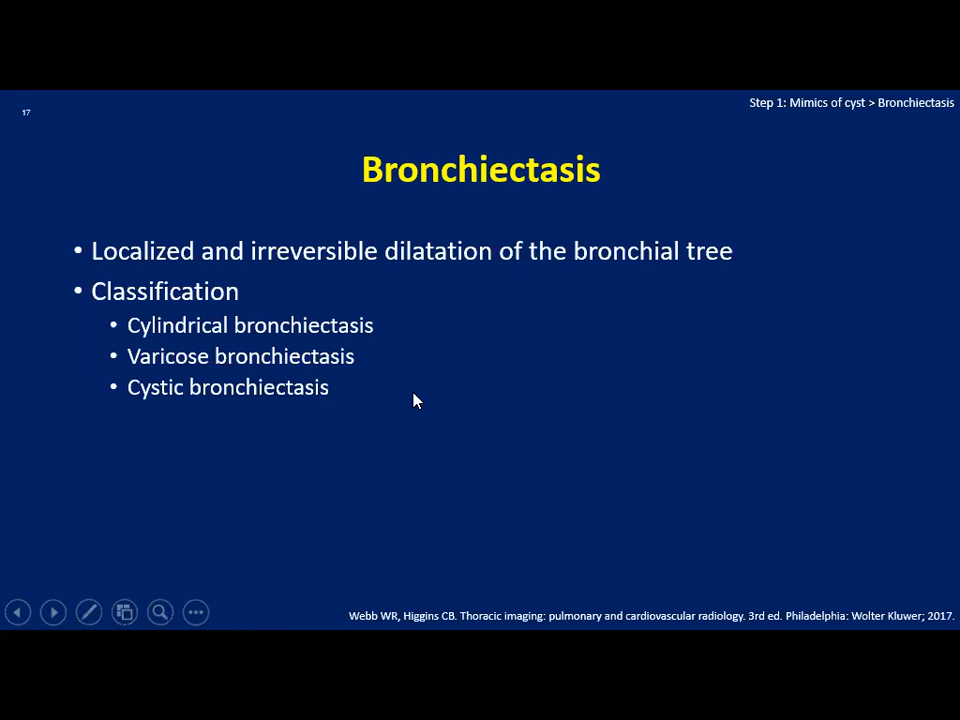 Step 1: Mimics of cyst > Bronchiectasis
17
Bronchiectasis
• Localized and irreversible dilatation of the bronchial tree
• Classification
• Cylindrical bronchiectasis
• Varicose bronchiectasis
• Cystic bronchiectasis
Webb WR, Higgins CB. Thoracic imaging: pulmonary and cardiovascular radiology. 3rd ed. Philadelphia: Wolter Kluwer; 2017.